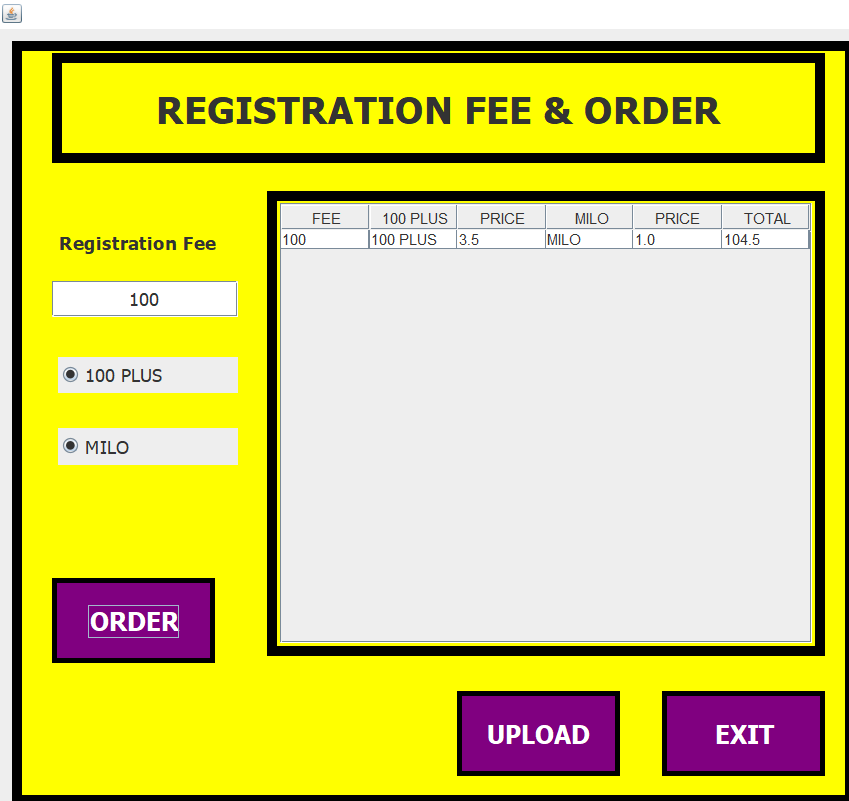 REGISTRATION FEE & ORDER
Registration Fee
100
100 PLUS
MILO
ORDER
FEE 100 PLUS PRICE MILO PRICE TOTAL
100 100 PLUS 3.5 MILO 1.0 104.5
UPLOAD EXIT